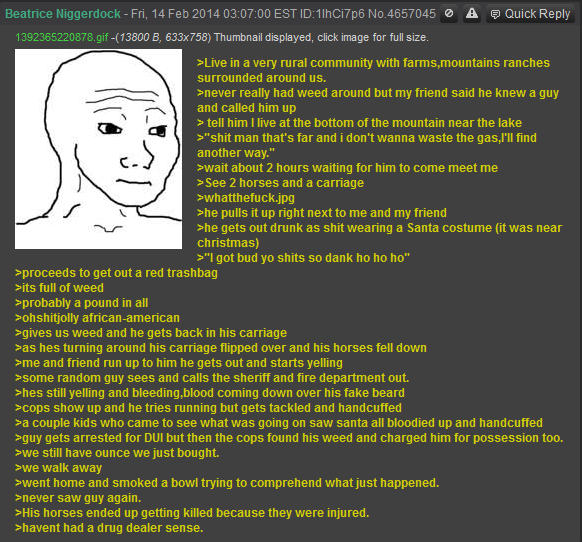 Beatrice Niggerdock - Fri, 14 Feb 2014 03:07:00 EST ID:1IhCi7p6 No.4657045 Quick Reply
1392365220878.gif -(13800 B, 633x758) Thumbnail displayed, click image for full size.
>Live in a very rural community with farms,mountains ranches
surrounded around us.
>never really had weed around but my friend said he knew a guy
and called him up
> tell him I live at the bottom of the mountain near the lake
>"shit man that's far and i don't wanna waste the gas,I'll find
another way."
>wait about 2 hours waiting for him to come meet me
>See 2 horses and a carriage
>whatthefuck.jpg
>he pulls it up right next to me and my friend
>he gets out drunk as shit wearing a Santa costume (it was near
christmas)
>"I got bud yo shits so dank ho ho ho"
>proceeds to get out a red trashbag
>its full of weed
>probably a pound in all
>ohshitjolly african-american
>gives us weed and he gets back in his carriage
>as hes turning around his carriage flipped over and his horses fell down
>me and friend run up to him he gets out and starts yelling
>some random guy sees and calls the sheriff and fire department out.
>hes still yelling and bleeding,blood coming down over his fake beard
>cops show up and he tries running but gets tackled and handcuffed
>a couple kids who came to see what was going on saw santa all bloodied up and handcuffed
>guy gets arrested for DUI but then the cops found his weed and charged him for possession too.
>we still have ounce we just bought.
>we walk away
>went home and smoked a bowl trying to comprehend what just happened.
>never saw guy again.
>His horses ended up getting killed because they were injured.
>havent had a drug dealer sense.